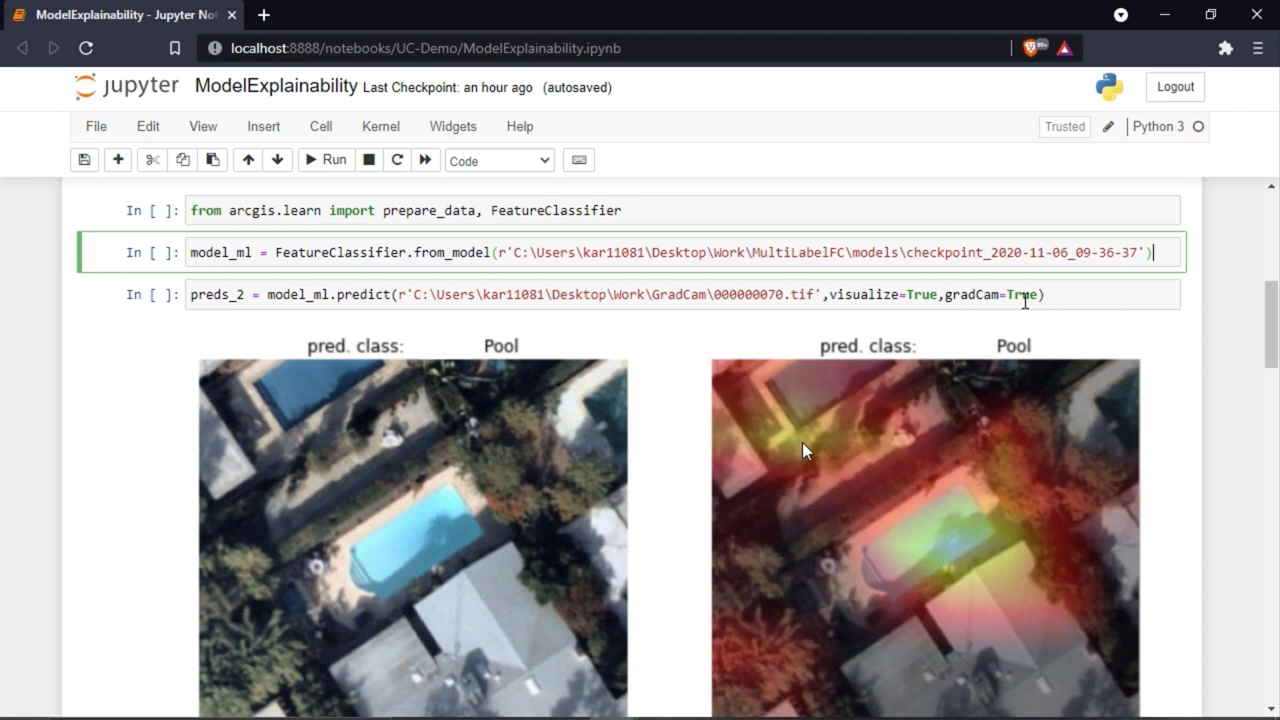 ModelExplainability - Jupyter Not
localhost:8888/notebooks/UC-Demo/ModelExplainability.ipynb
99+
jupyter ModelExplainability Last Checkpoint: an hour ago (autosaved)
Logout
File Edit View Insert Cell Kernel Widgets Help
Trusted Python 3
Run Code
In [ ]: from arcgis.learn import prepare_data, FeatureClassifier
In [ ]: model_ml = FeatureClassifier.from_model(r'C:\Users\kar11081\Desktop\Work\MultiLabelFC\models\checkpoint_2020-11-06_09-36-37')
In [ ]: preds_2 = model_ml.predict(r'C:\Users\kar11081\Desktop\Work\GradCam\000000070.tif',visualize=True,gradCam=True)
pred. class: Pool
pred. class: Pool